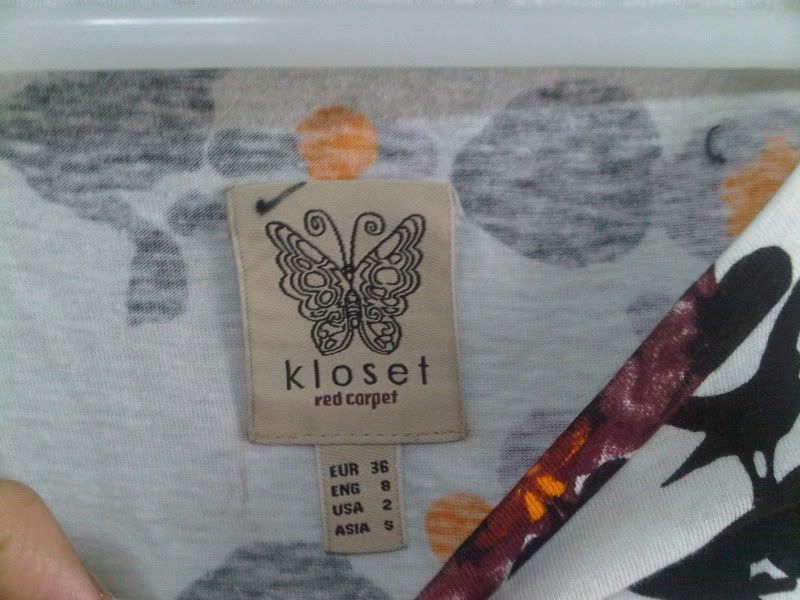 kloset
red carpet
EUR 36
ENG 8
USA 2
ASIA S